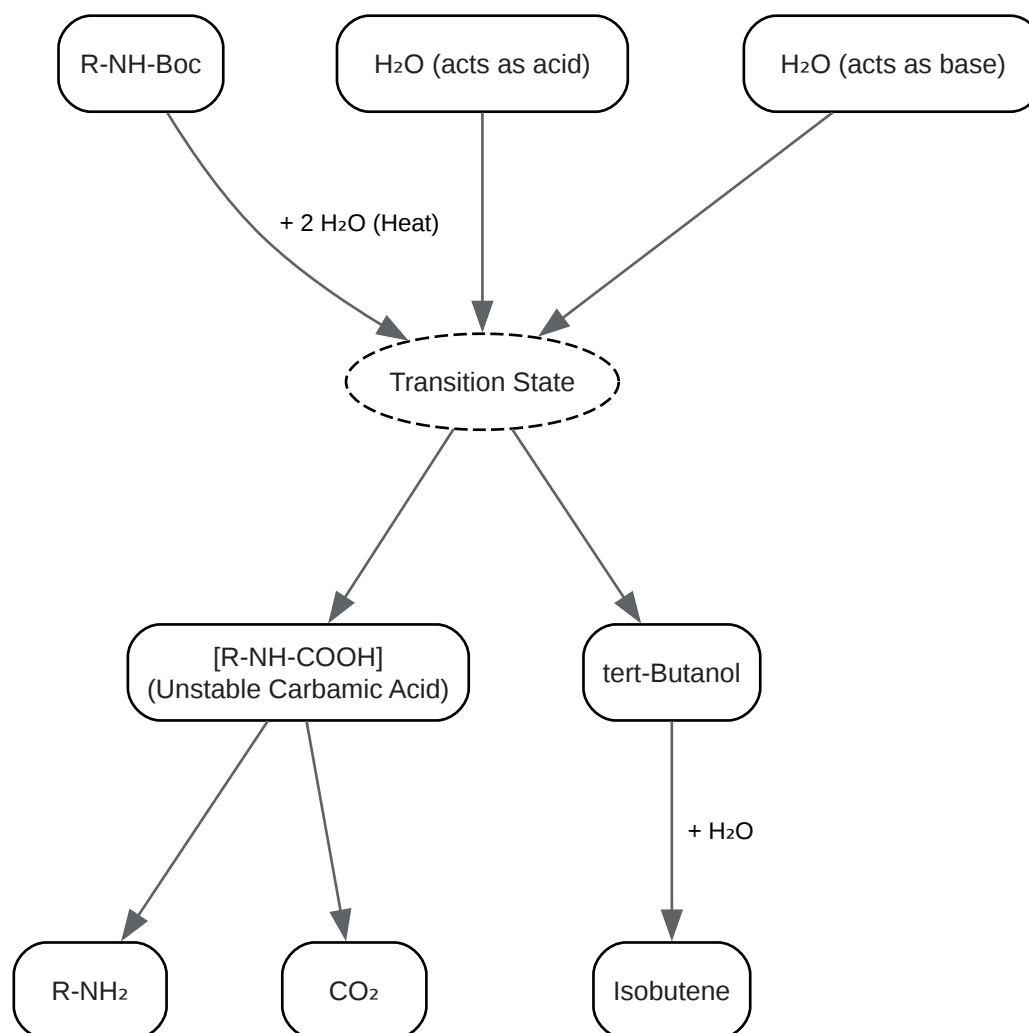 R-NH-Boc
H₂O (acts as acid)
H₂O (acts as base)
+ 2 H₂O (Heat)
Transition State
[R-NH-COOH]
(Unstable Carbamic Acid)
tert-Butanol
+ H₂O
R-NH₂
CO₂
Isobutene